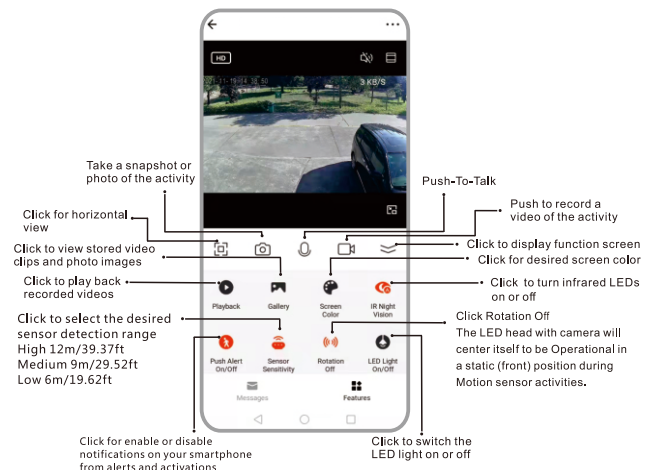 HD
2021-11-19 04:38:50
3 KB/S
Take a snapshot or
photo of the activity
Push-To-Talk
Push to record a
video of the activity
Click for horizontal
view
Click to display function screen
Click to view stored video
clips and photo images
Click for desired screen color
Click to play back
recorded videos
Click to turn infrared LEDs
on or off
Playback
Gallery
Screen
Color
IR Night
Vision
Click to select the desired
sensor detection range
High 12m/39.37ft
Medium 9m/29.52ft
Low 6m/19.62ft
Click Rotation Off
The LED head with camera will
center itself to be Operational in
a static (front) position during
Motion sensor activities.
Push Alert
On/Off
Sensor
Sensitivity
Rotation
Off
LED Light
On/Off
Messages
Features
Click for enable or disable
notifications on your smartphone
from alerts and activations
Click to switch the
LED light on or off